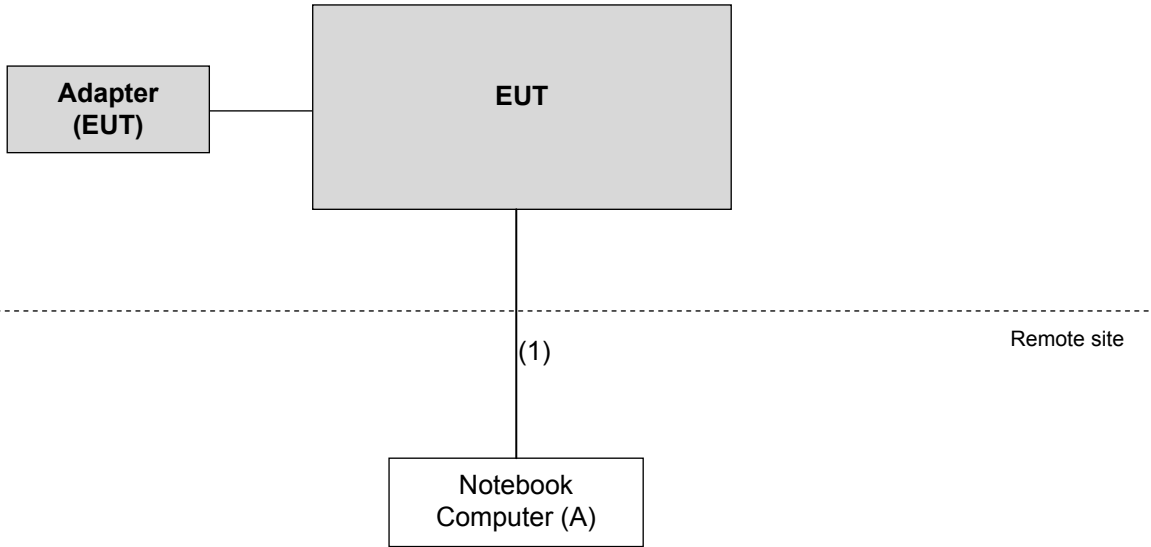 Adapter
(EUT)
EUT
Remote site
(1)
Notebook
Computer (A)